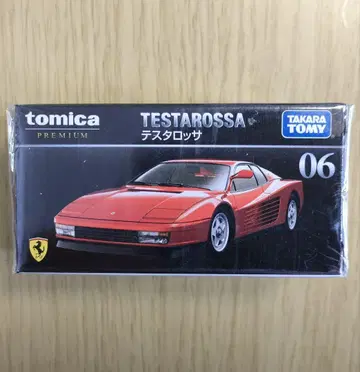 tomica
PREMIUM
TESTAROSSA
テスタロッサ
TAKARA
TOMY
06